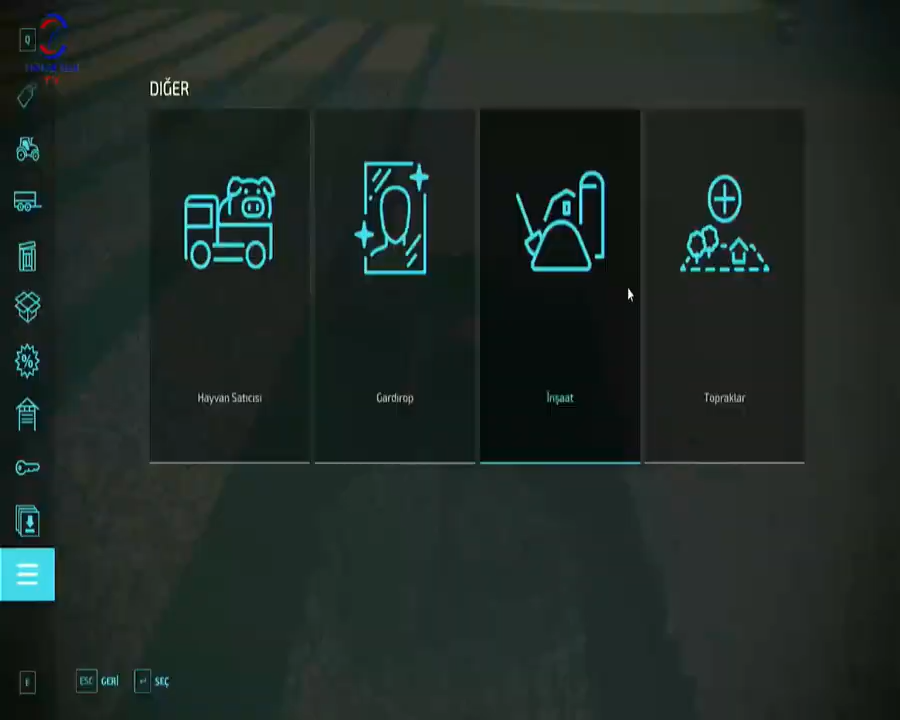 Q
DIĞER
Hayvan Satıcısı
Gardırop
İnşaat
Topraklar
E
ESC GERİ
SEÇ